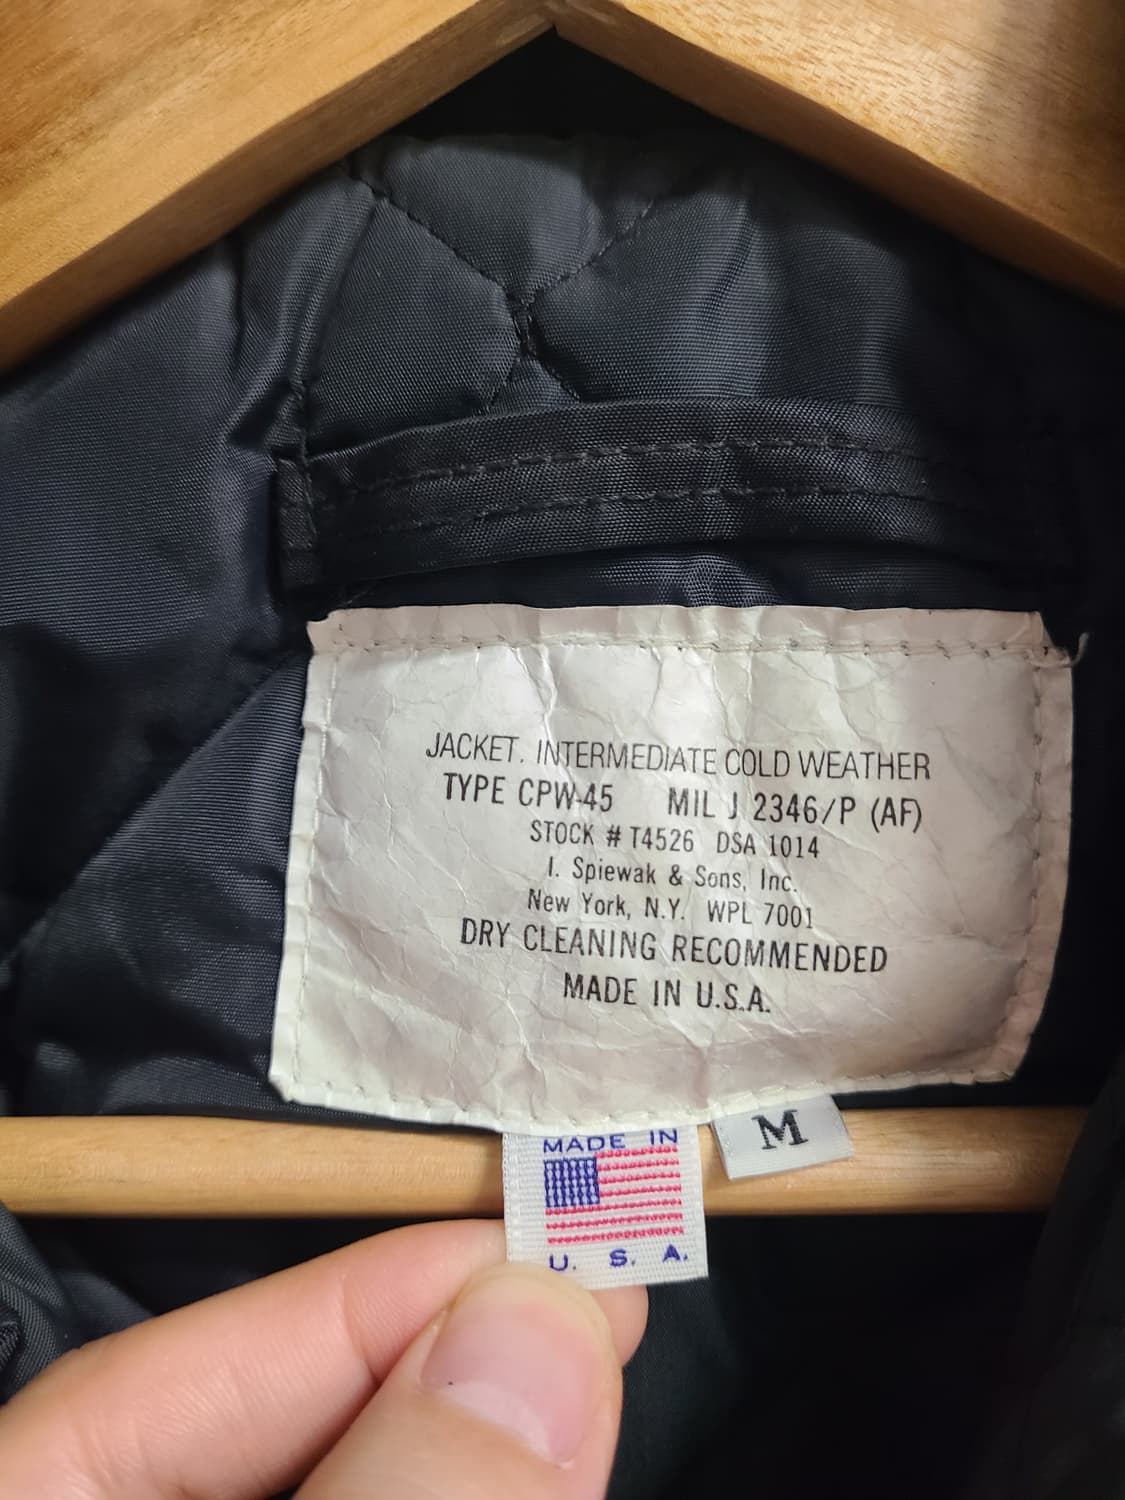 JACKET. INTERMEDIATE COLD WEATHER
TYPE CPW-45 MIL J 2346/P (AF)
STOCK # T4526 DSA 1014
I. Spiewak & Sons, Inc.
New York, N.Y. WPL 7001
DRY CLEANING RECOMMENDED
MADE IN U.S.A.
M
MADE IN
U. S. A.